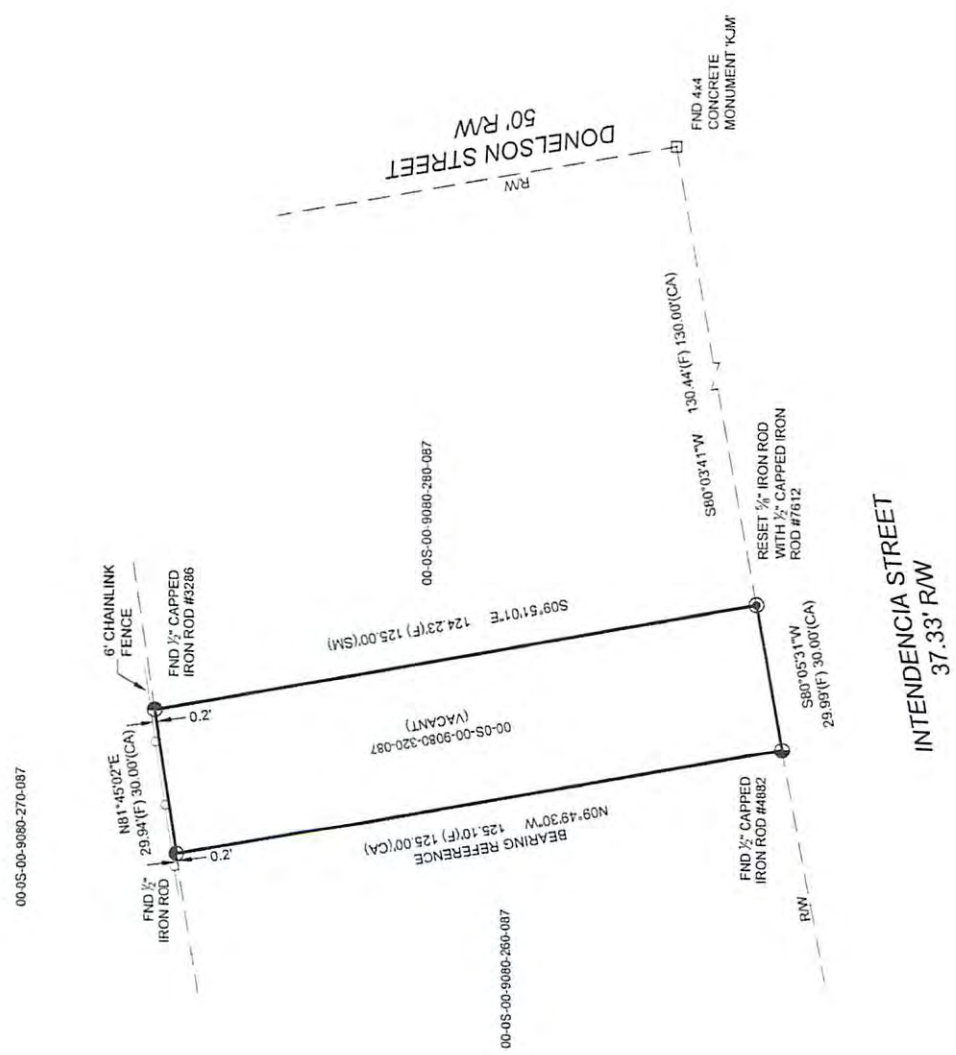 00-0S-00-9080-270-087
6' CHAINLINK
FENCE
FND ½" CAPPED
IRON ROD #3286
N81°45'02"E
29.94'(F) 30.00'(CA)
FND ½"
IRON ROD
0.2'
0.2'
DONELSON STREET
50' R/W
R/W
FND 4x4
CONCRETE
MONUMENT 'KJM'
00-0S-00-9080-280-087
S09°51'01"E 124.23'(F) 125.00'(SM)
00-0S-00-9080-320-087
(VACANT)
BEARING REFERENCE
N09°49'30"W 125.10'(F) 125.00'(CA)
00-0S-00-9080-260-087
S80°03'41"W 130.44'(F) 130.00'(CA)
RESET ⅝" IRON ROD
WITH ½" CAPPED IRON
ROD #7612
S80°05'31"W
29.99'(F) 30.00'(CA)
FND ½" CAPPED
IRON ROD #4882
R/W
INTENDENCIA STREET
37.33' R/W